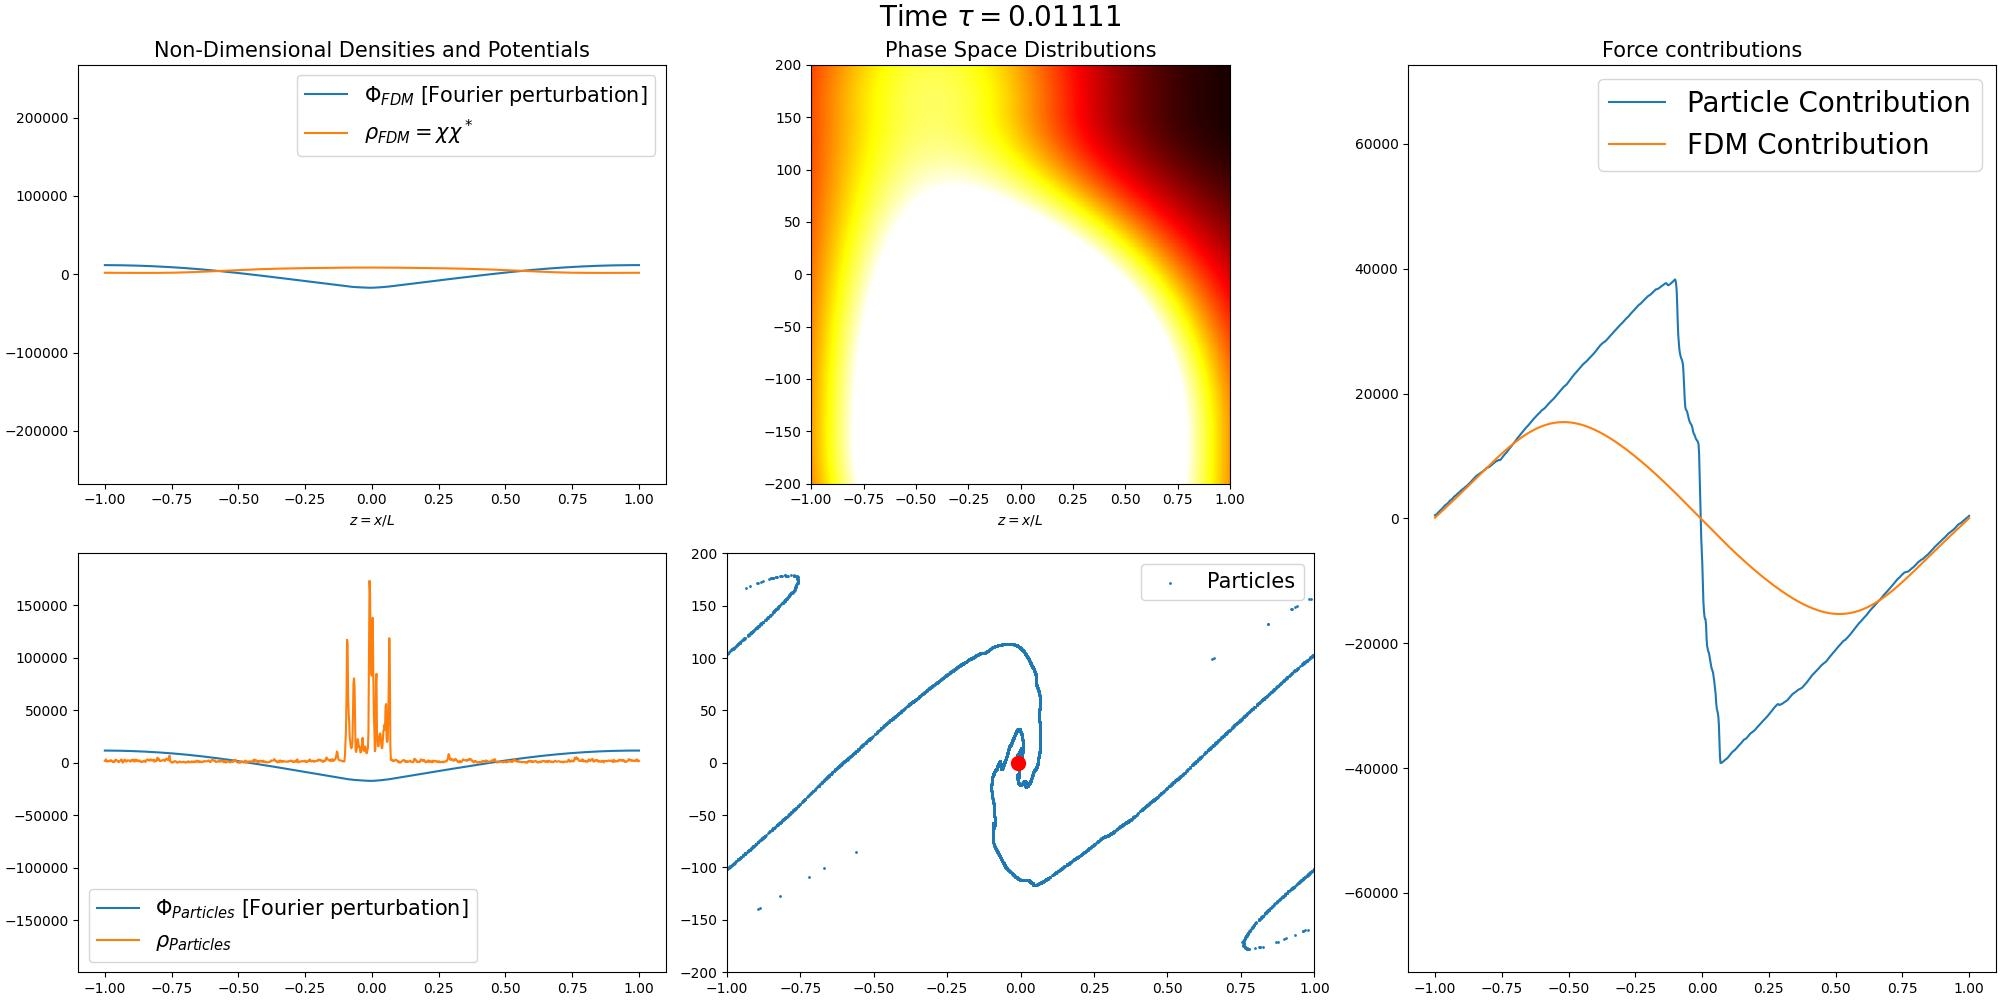 Time τ = 0.01111
Non-Dimensional Densities and Potentials
Φ_FDM [Fourier perturbation]
ρ_FDM = χχ*
200000
100000
0
−100000
−200000
−1.00 −0.75 −0.50 −0.25 0.00 0.25 0.50 0.75 1.00
z = x/L
Phase Space Distributions
200
150
100
50
0
−50
−100
−150
−200
−1.00 −0.75 −0.50 −0.25 0.00 0.25 0.50 0.75 1.00
z = x/L
Force contributions
Particle Contribution
FDM Contribution
60000
40000
20000
0
−20000
−40000
−60000
−1.00 −0.75 −0.50 −0.25 0.00 0.25 0.50 0.75 1.00
150000
100000
50000
0
−50000
−100000
−150000
Φ_Particles [Fourier perturbation]
ρ_Particles
−1.00 −0.75 −0.50 −0.25 0.00 0.25 0.50 0.75 1.00
Particles
200
150
100
50
0
−50
−100
−150
−200
−1.00 −0.75 −0.50 −0.25 0.00 0.25 0.50 0.75 1.00